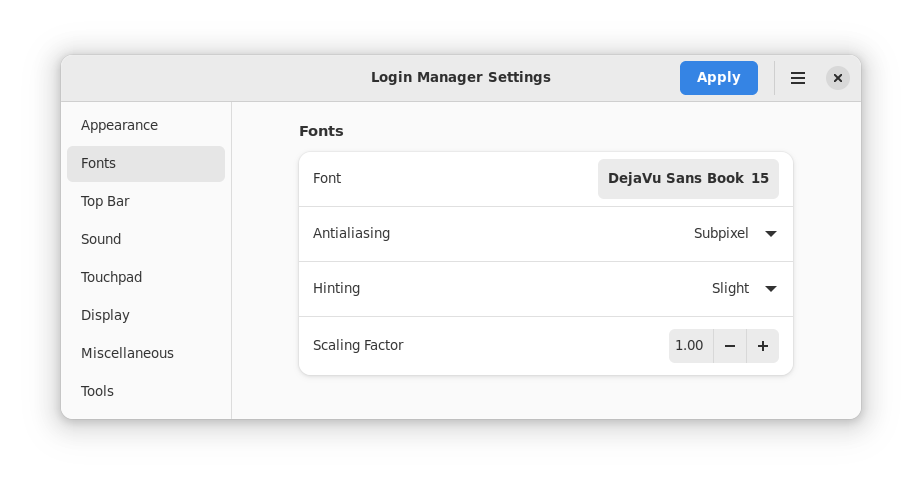 Login Manager Settings
Apply
Appearance
Fonts
Top Bar
Sound
Touchpad
Display
Miscellaneous
Tools
Fonts
Font
DejaVu Sans Book 15
Antialiasing
Subpixel
Hinting
Slight
Scaling Factor
1.00